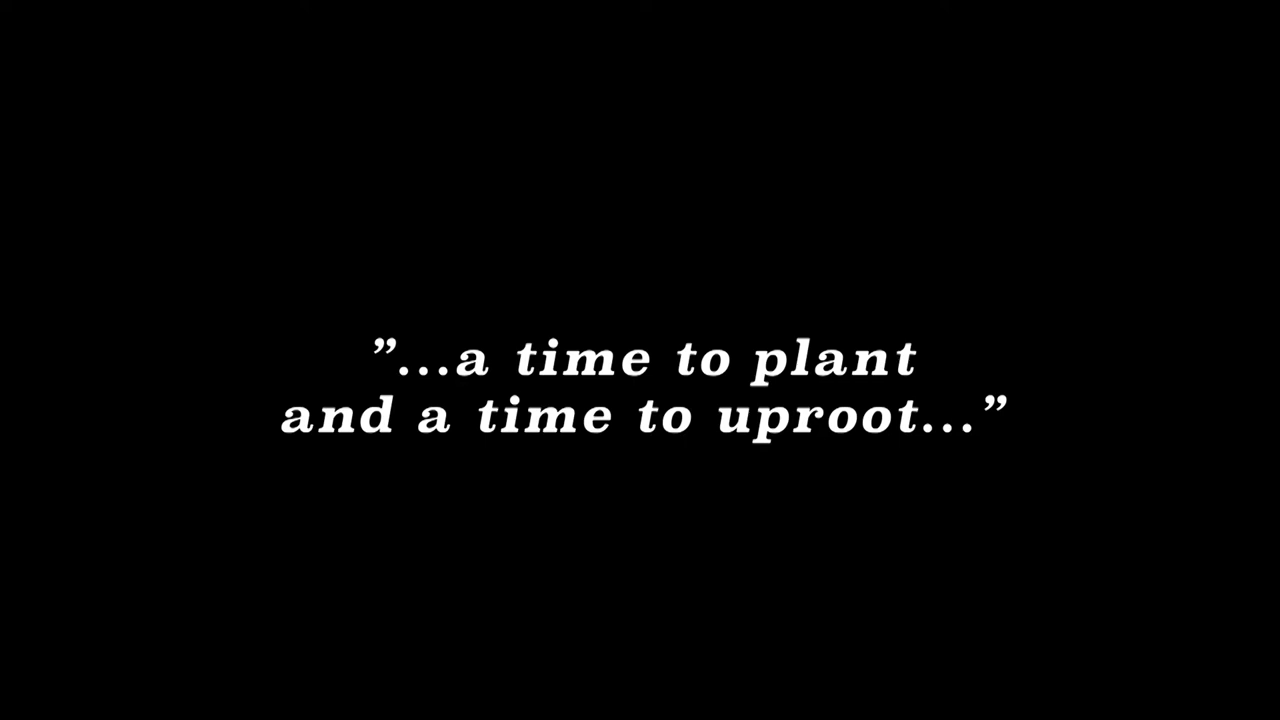 ”...a time to plant
and a time to uproot...”